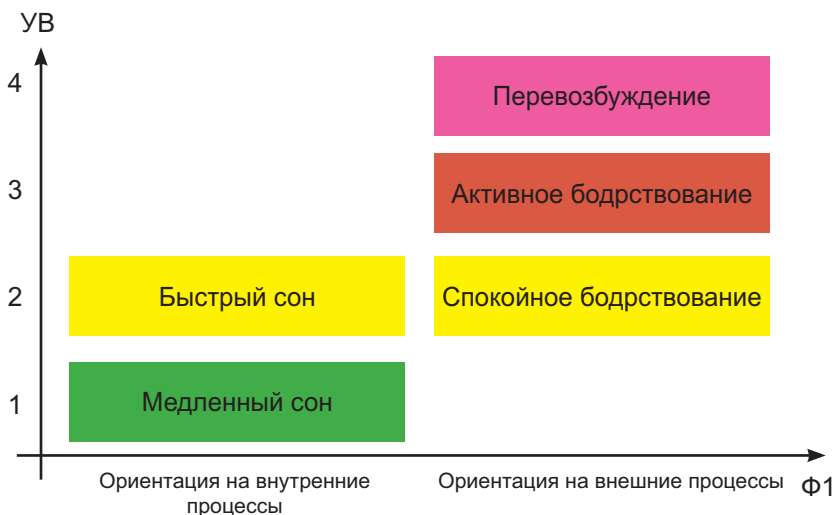 УВ
4
Перевозбуждение
3
Активное бодрствование
2
Быстрый сон
Спокойное бодрствование
1
Медленный сон
Ориентация на внутренние
процессы
Ориентация на внешние процессы
Ф1